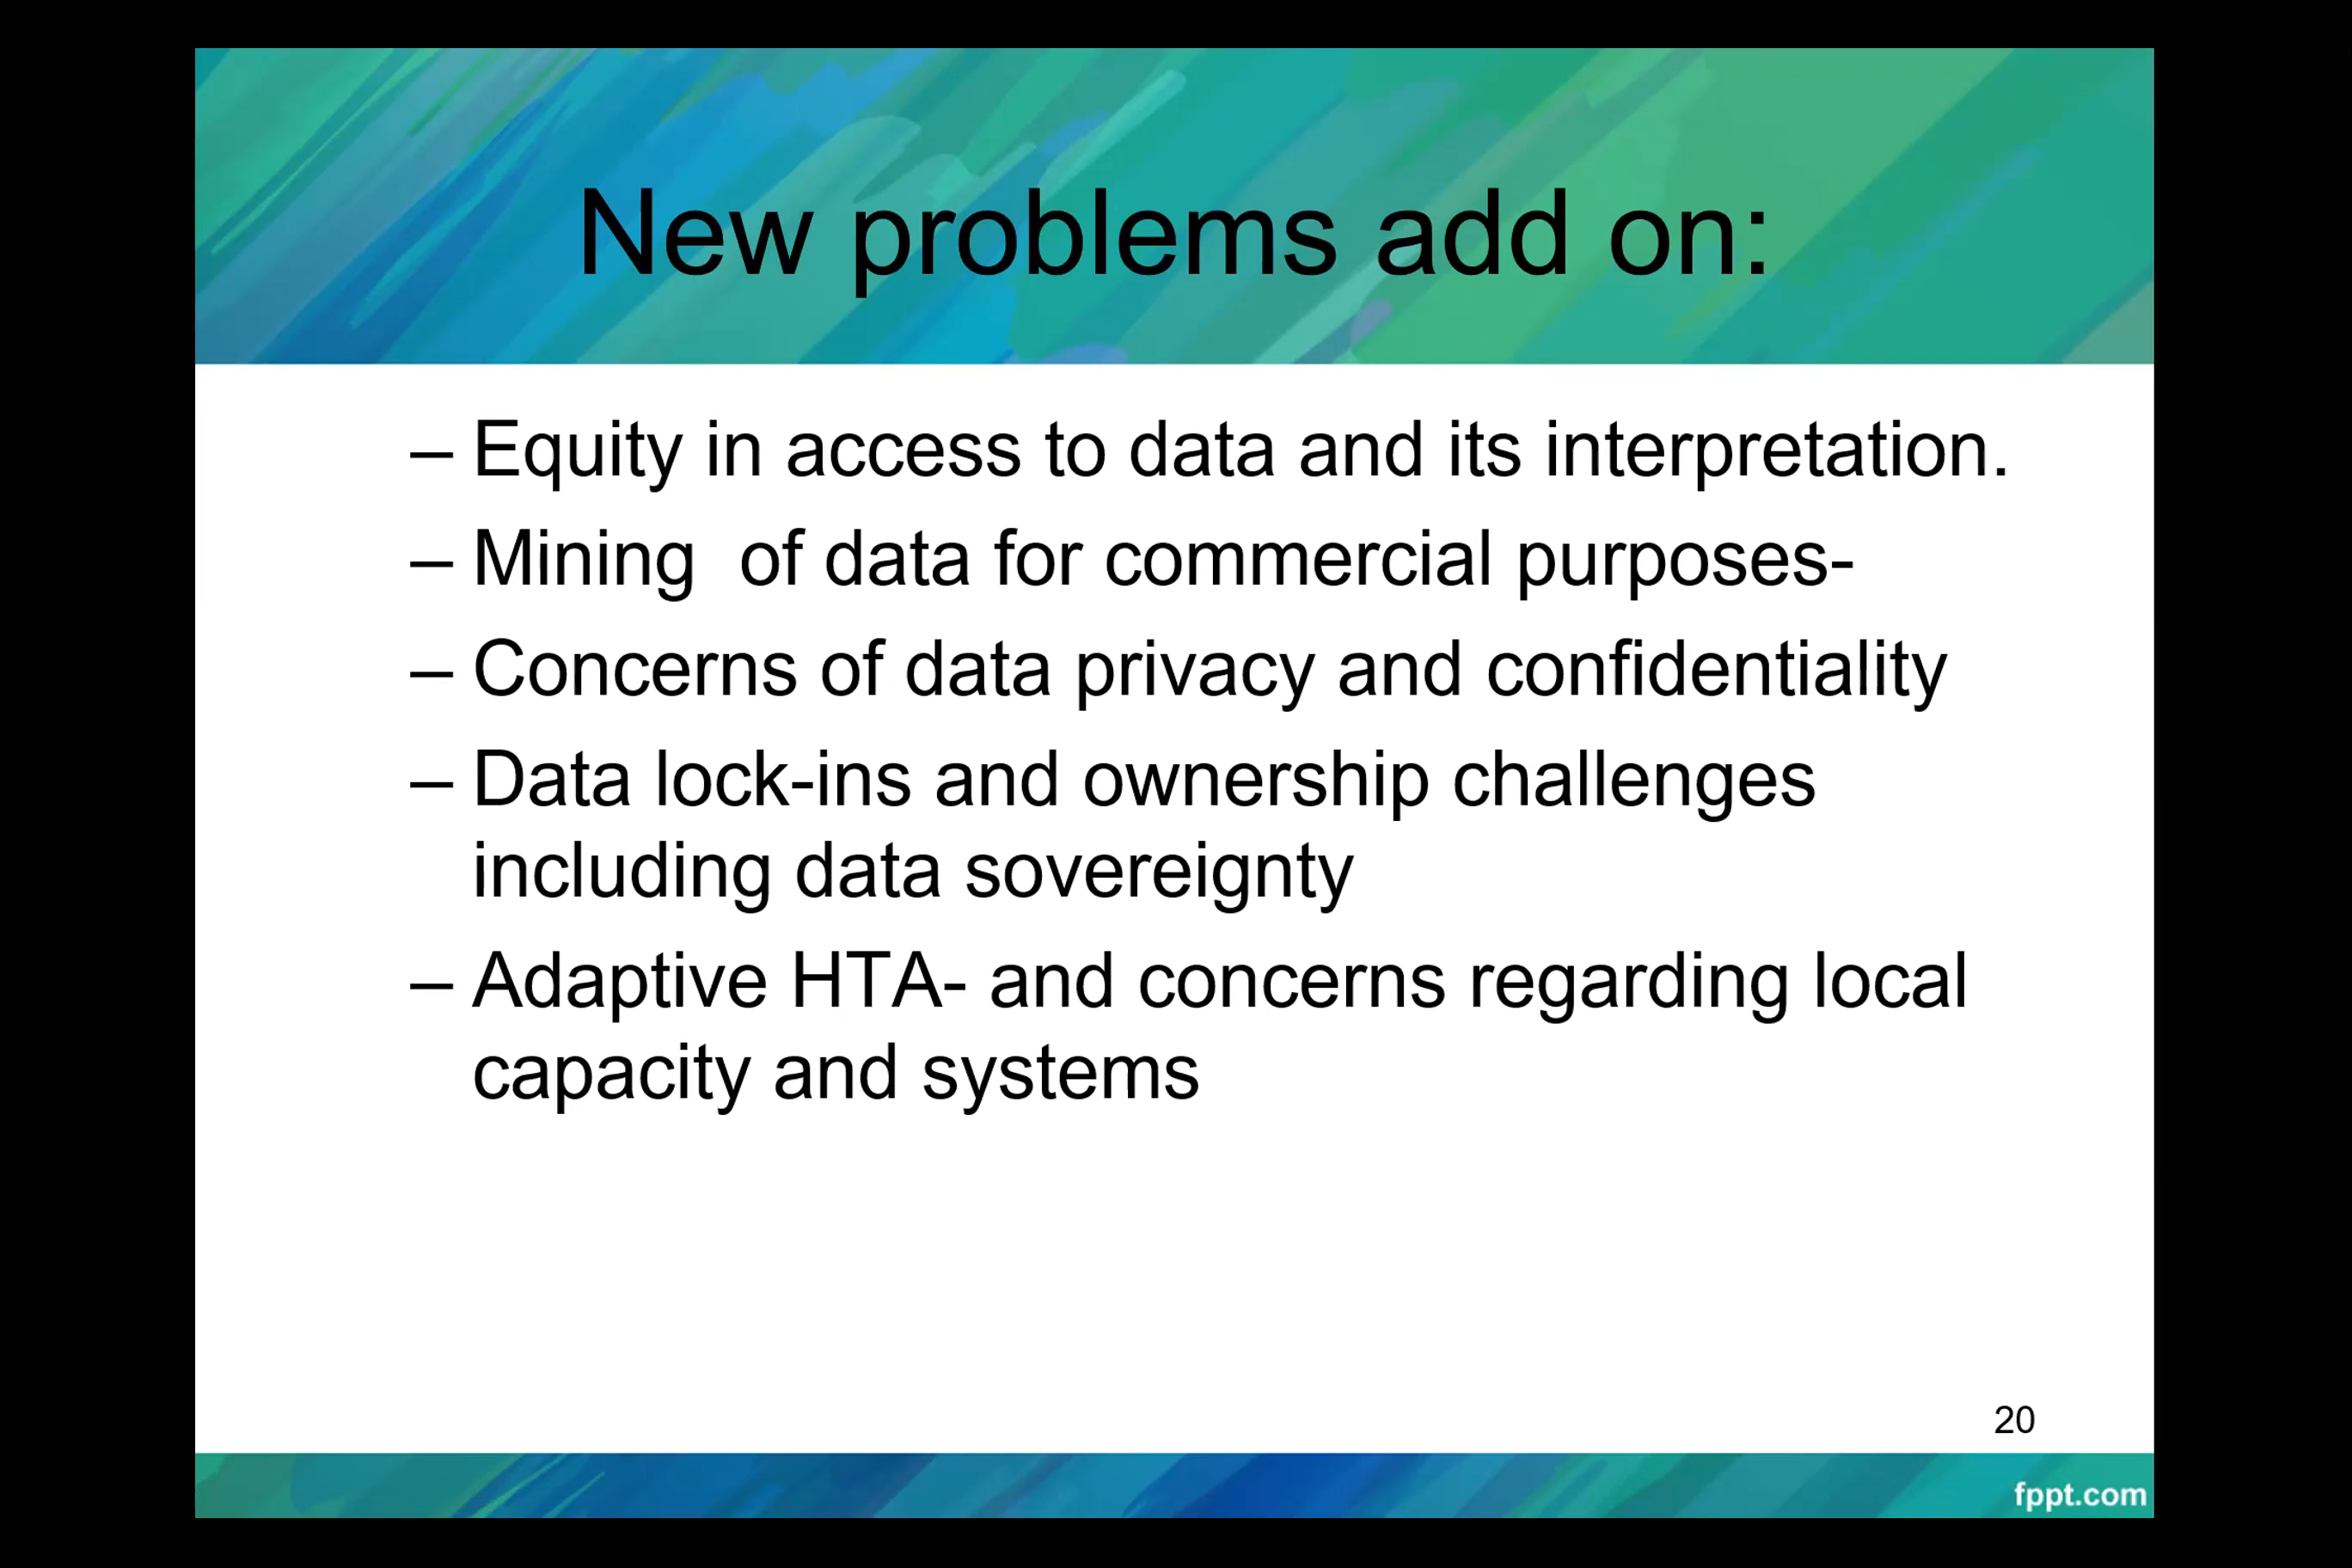 New problems add on:
– Equity in access to data and its interpretation.
– Mining  of data for commercial purposes-
– Concerns of data privacy and confidentiality
– Data lock-ins and ownership challenges
including data sovereignty
– Adaptive HTA- and concerns regarding local
capacity and systems
20
fppt.com